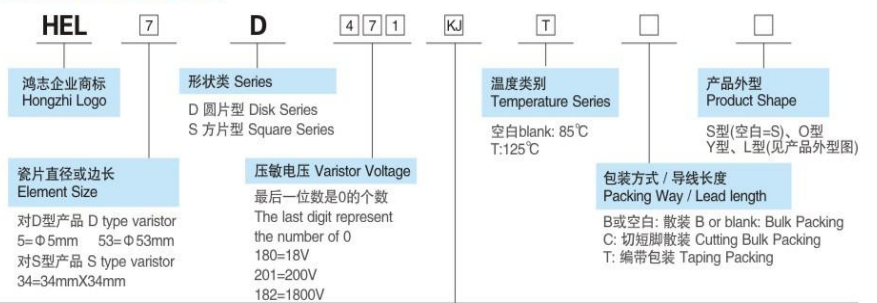 HEL 7 D 4 7 1 KJ T
鸿志企业商标
Hongzhi Logo
形状类 Series
D 圆片型 Disk Series
S 方片型 Square Series
温度类别
Temperature Series
空白blank: 85℃
T:125℃
产品外型
Product Shape
S型(空白=S)、O型
Y型、L型(见产品外型图)
瓷片直径或边长
Element Size
对D型产品 D type varistor
5=Φ5mm 53=Φ53mm
对S型产品 S type varistor
34=34mmX34mm
压敏电压 Varistor Voltage
最后一位数是0的个数
The last digit represent
the number of 0
180=18V
201=200V
182=1800V
包装方式 / 导线长度
Packing Way / Lead length
B或空白: 散装 B or blank: Bulk Packing
C: 切短脚散装 Cutting Bulk Packing
T: 编带包装 Taping Packing